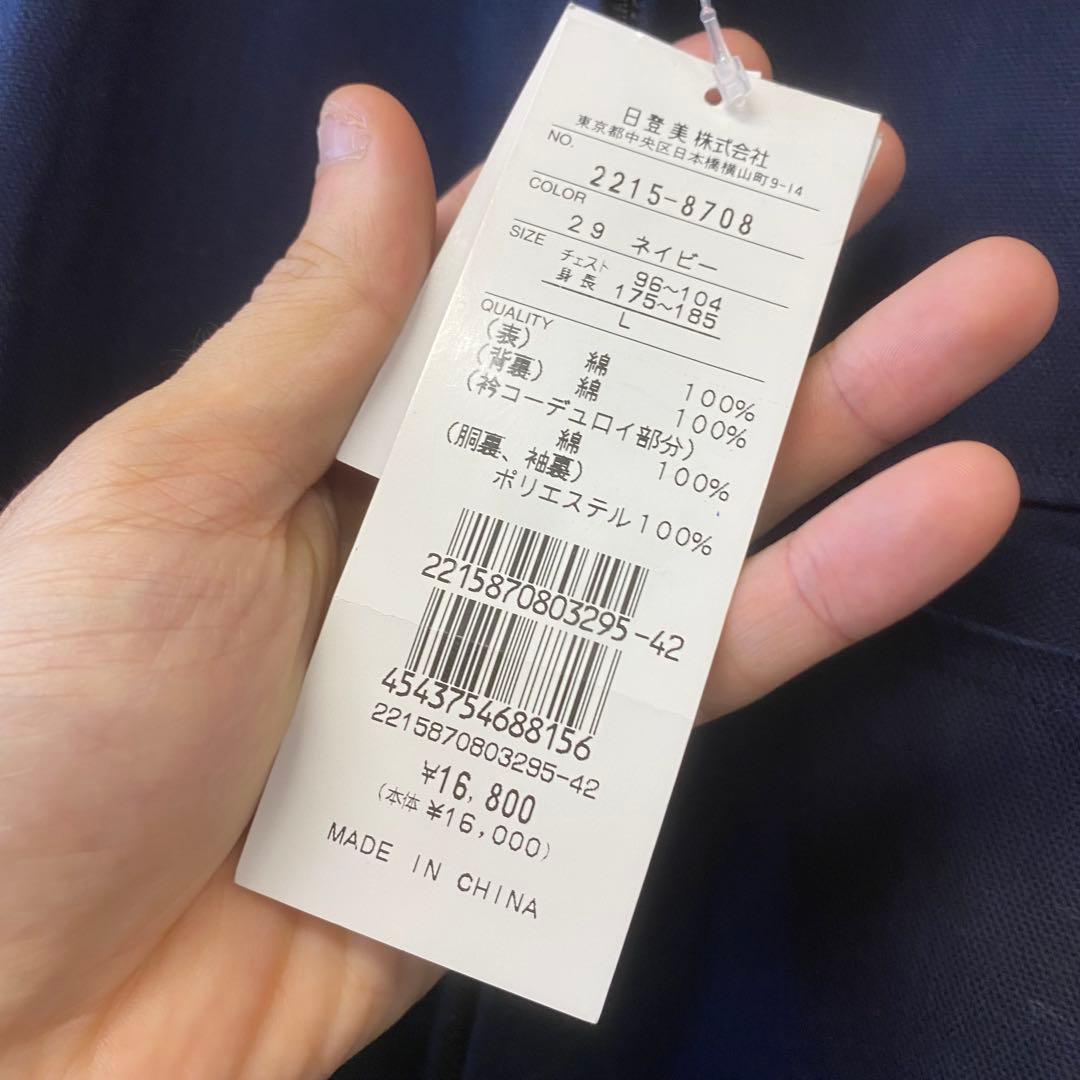 日登美株式会社
東京都中央区日本橋横山町9-14
NO.
2215-8708
COLOR
29 ネイビー
SIZE
チェスト 96~104
身長 175~185
L
QUALITY
(表)
綿 100%
(背裏)
綿 100%
(衿コーデュロイ部分)
綿 100%
(胴裏、袖裏)
ポリエステル100%
2215870803295-42
4543754688156
2215870803295-42
¥16,800
(本体 ¥16,000)
MADE IN CHINA